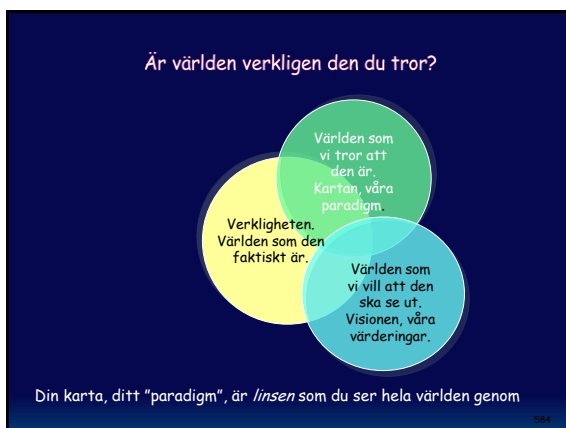 Är världen verkligen den du tror?
Världen som
vi tror att
den är.
Kartan, våra
paradigm.
Verkligheten.
Världen som den
faktiskt är.
Världen som
vi vill att den
ska se ut.
Visionen, våra
värderingar.
Din karta, ditt ”paradigm”, är linsen som du ser hela världen genom
584